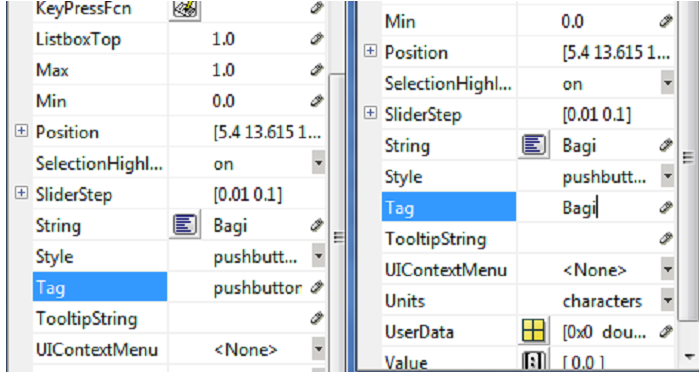 KeyPressFcn
ListboxTop 1.0
Max 1.0
Min 0.0
Position [5.4 13.615 1...
SelectionHighl... on
SliderStep [0.01 0.1]
String Bagi
Style pushbutt...
Tag pushbutton
TooltipString
UIContextMenu <None>
Min 0.0
Position [5.4 13.615 1...
SelectionHighl... on
SliderStep [0.01 0.1]
String Bagi
Style pushbutt...
Tag Bagi
TooltipString
UIContextMenu <None>
Units characters
UserData [0x0 dou...
Value [ 0.0 ]